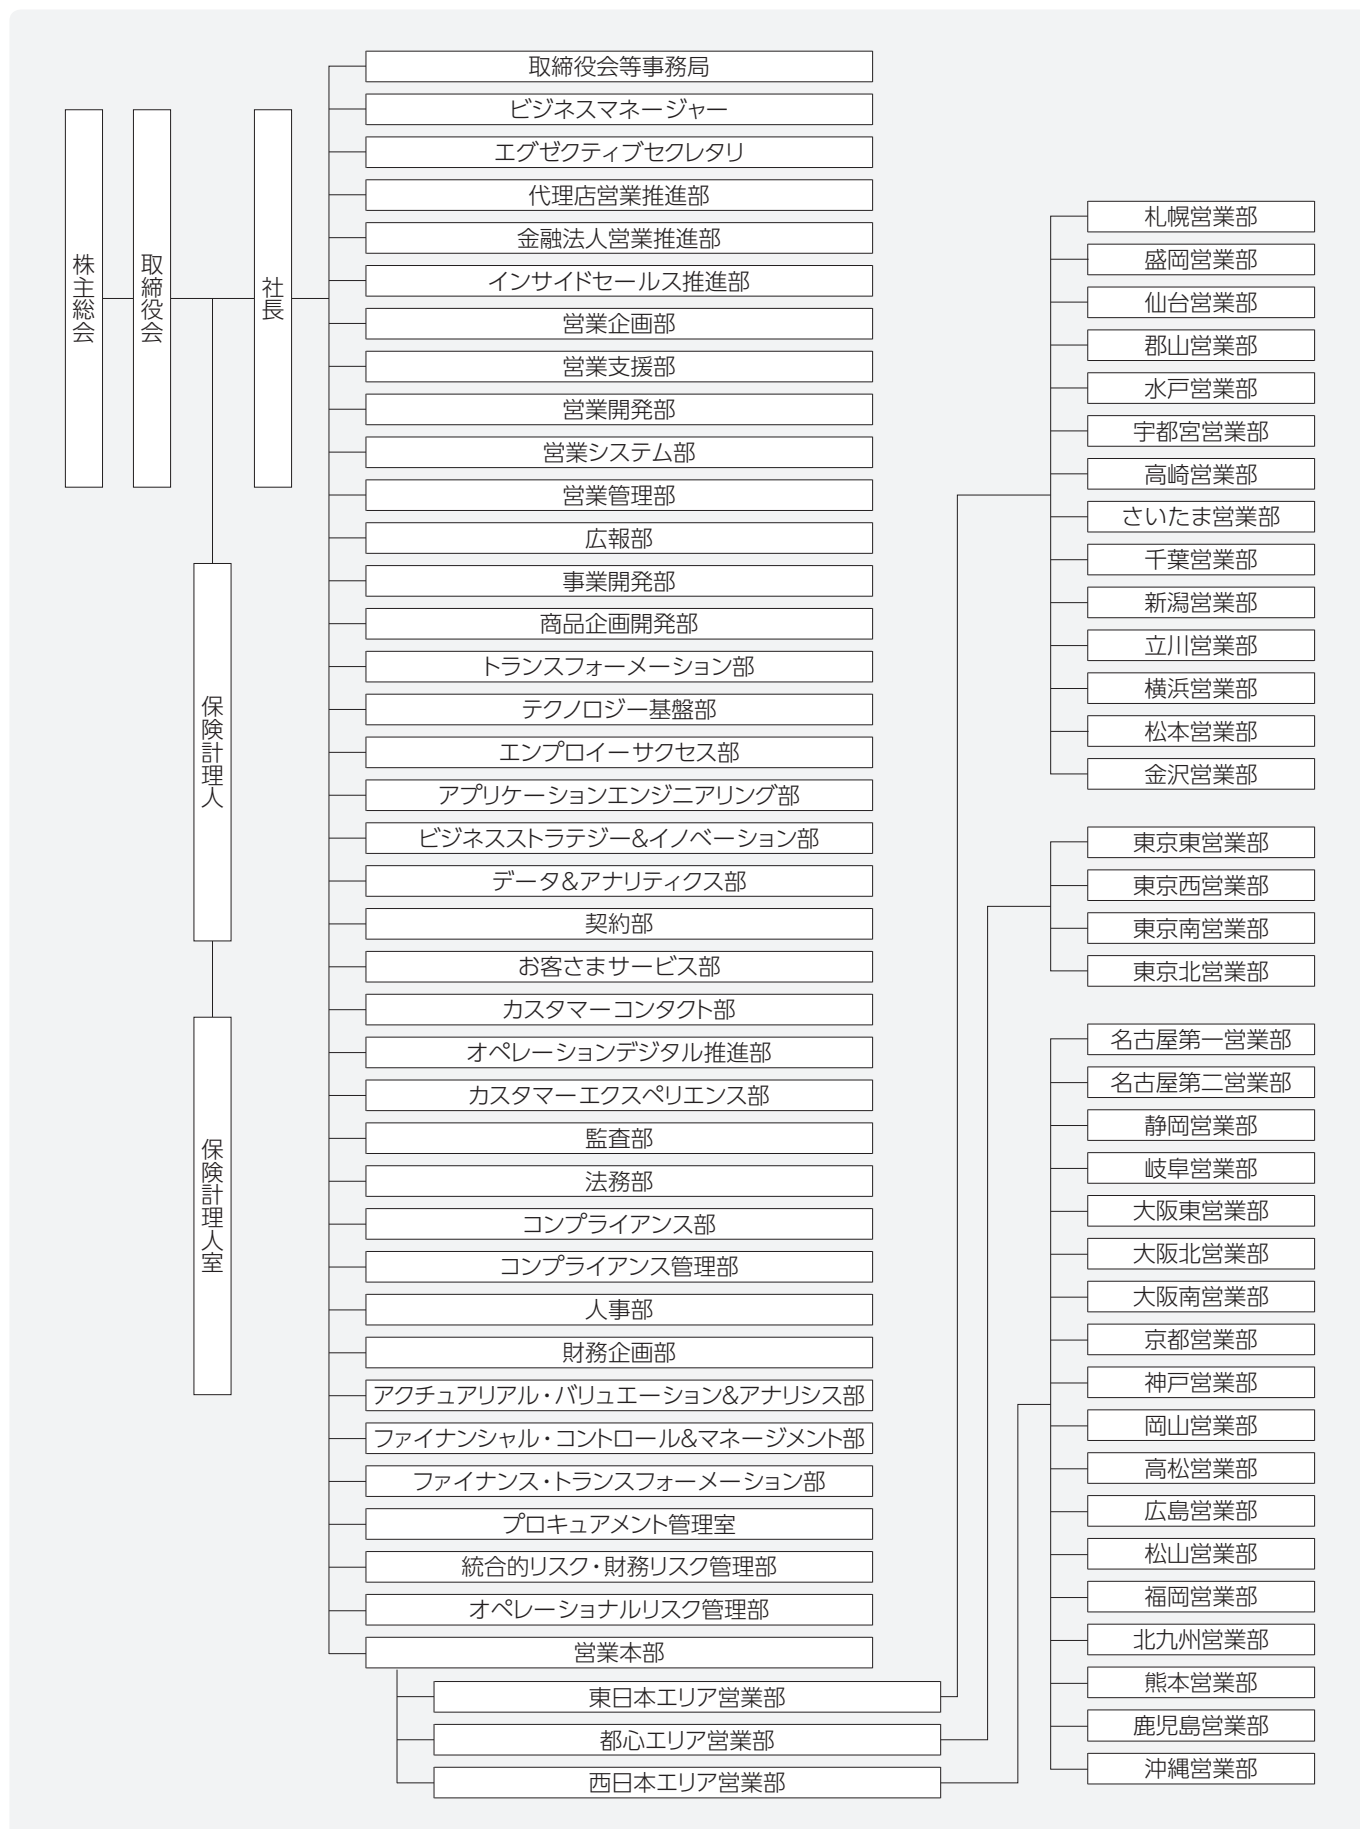 株主総会
取締役会
社長
保険計理人
保険計理人室
取締役会等事務局
ビジネスマネージャー
エグゼクティブセクレタリ
代理店営業推進部
金融法人営業推進部
インサイドセールス推進部
営業企画部
営業支援部
営業開発部
営業システム部
営業管理部
広報部
事業開発部
商品企画開発部
トランスフォーメーション部
テクノロジー基盤部
エンプロイーサクセス部
アプリケーションエンジニアリング部
ビジネスストラテジー&イノベーション部
データ&アナリティクス部
契約部
お客さまサービス部
カスタマーコンタクト部
オペレーションデジタル推進部
カスタマーエクスペリエンス部
監査部
法務部
コンプライアンス部
コンプライアンス管理部
人事部
財務企画部
アクチュアリアル・バリュエーション&アナリシス部
ファイナンシャル・コントロール&マネージメント部
ファイナンス・トランスフォーメーション部
プロキュアメント管理室
統合的リスク・財務リスク管理部
オペレーショナルリスク管理部
営業本部
東日本エリア営業部
都心エリア営業部
西日本エリア営業部
札幌営業部
盛岡営業部
仙台営業部
郡山営業部
水戸営業部
宇都宮営業部
高崎営業部
さいたま営業部
千葉営業部
新潟営業部
立川営業部
横浜営業部
松本営業部
金沢営業部
東京東営業部
東京西営業部
東京南営業部
東京北営業部
名古屋第一営業部
名古屋第二営業部
静岡営業部
岐阜営業部
大阪東営業部
大阪北営業部
大阪南営業部
京都営業部
神戸営業部
岡山営業部
高松営業部
広島営業部
松山営業部
福岡営業部
北九州営業部
熊本営業部
鹿児島営業部
沖縄営業部